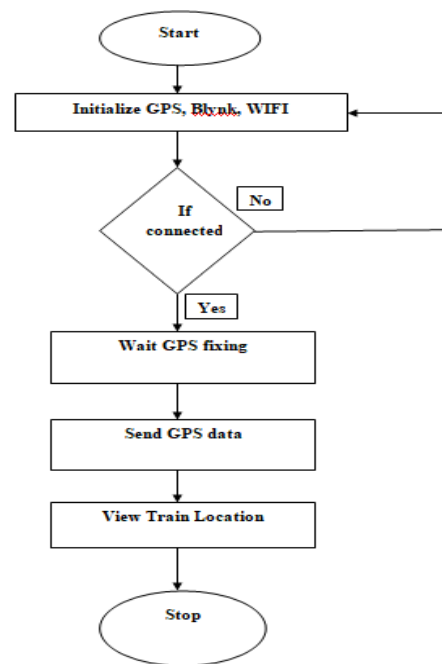 Start
Initialize GPS, Blynk, WIFI
If
connected
No
Yes
Wait GPS fixing
Send GPS data
View Train Location
Stop